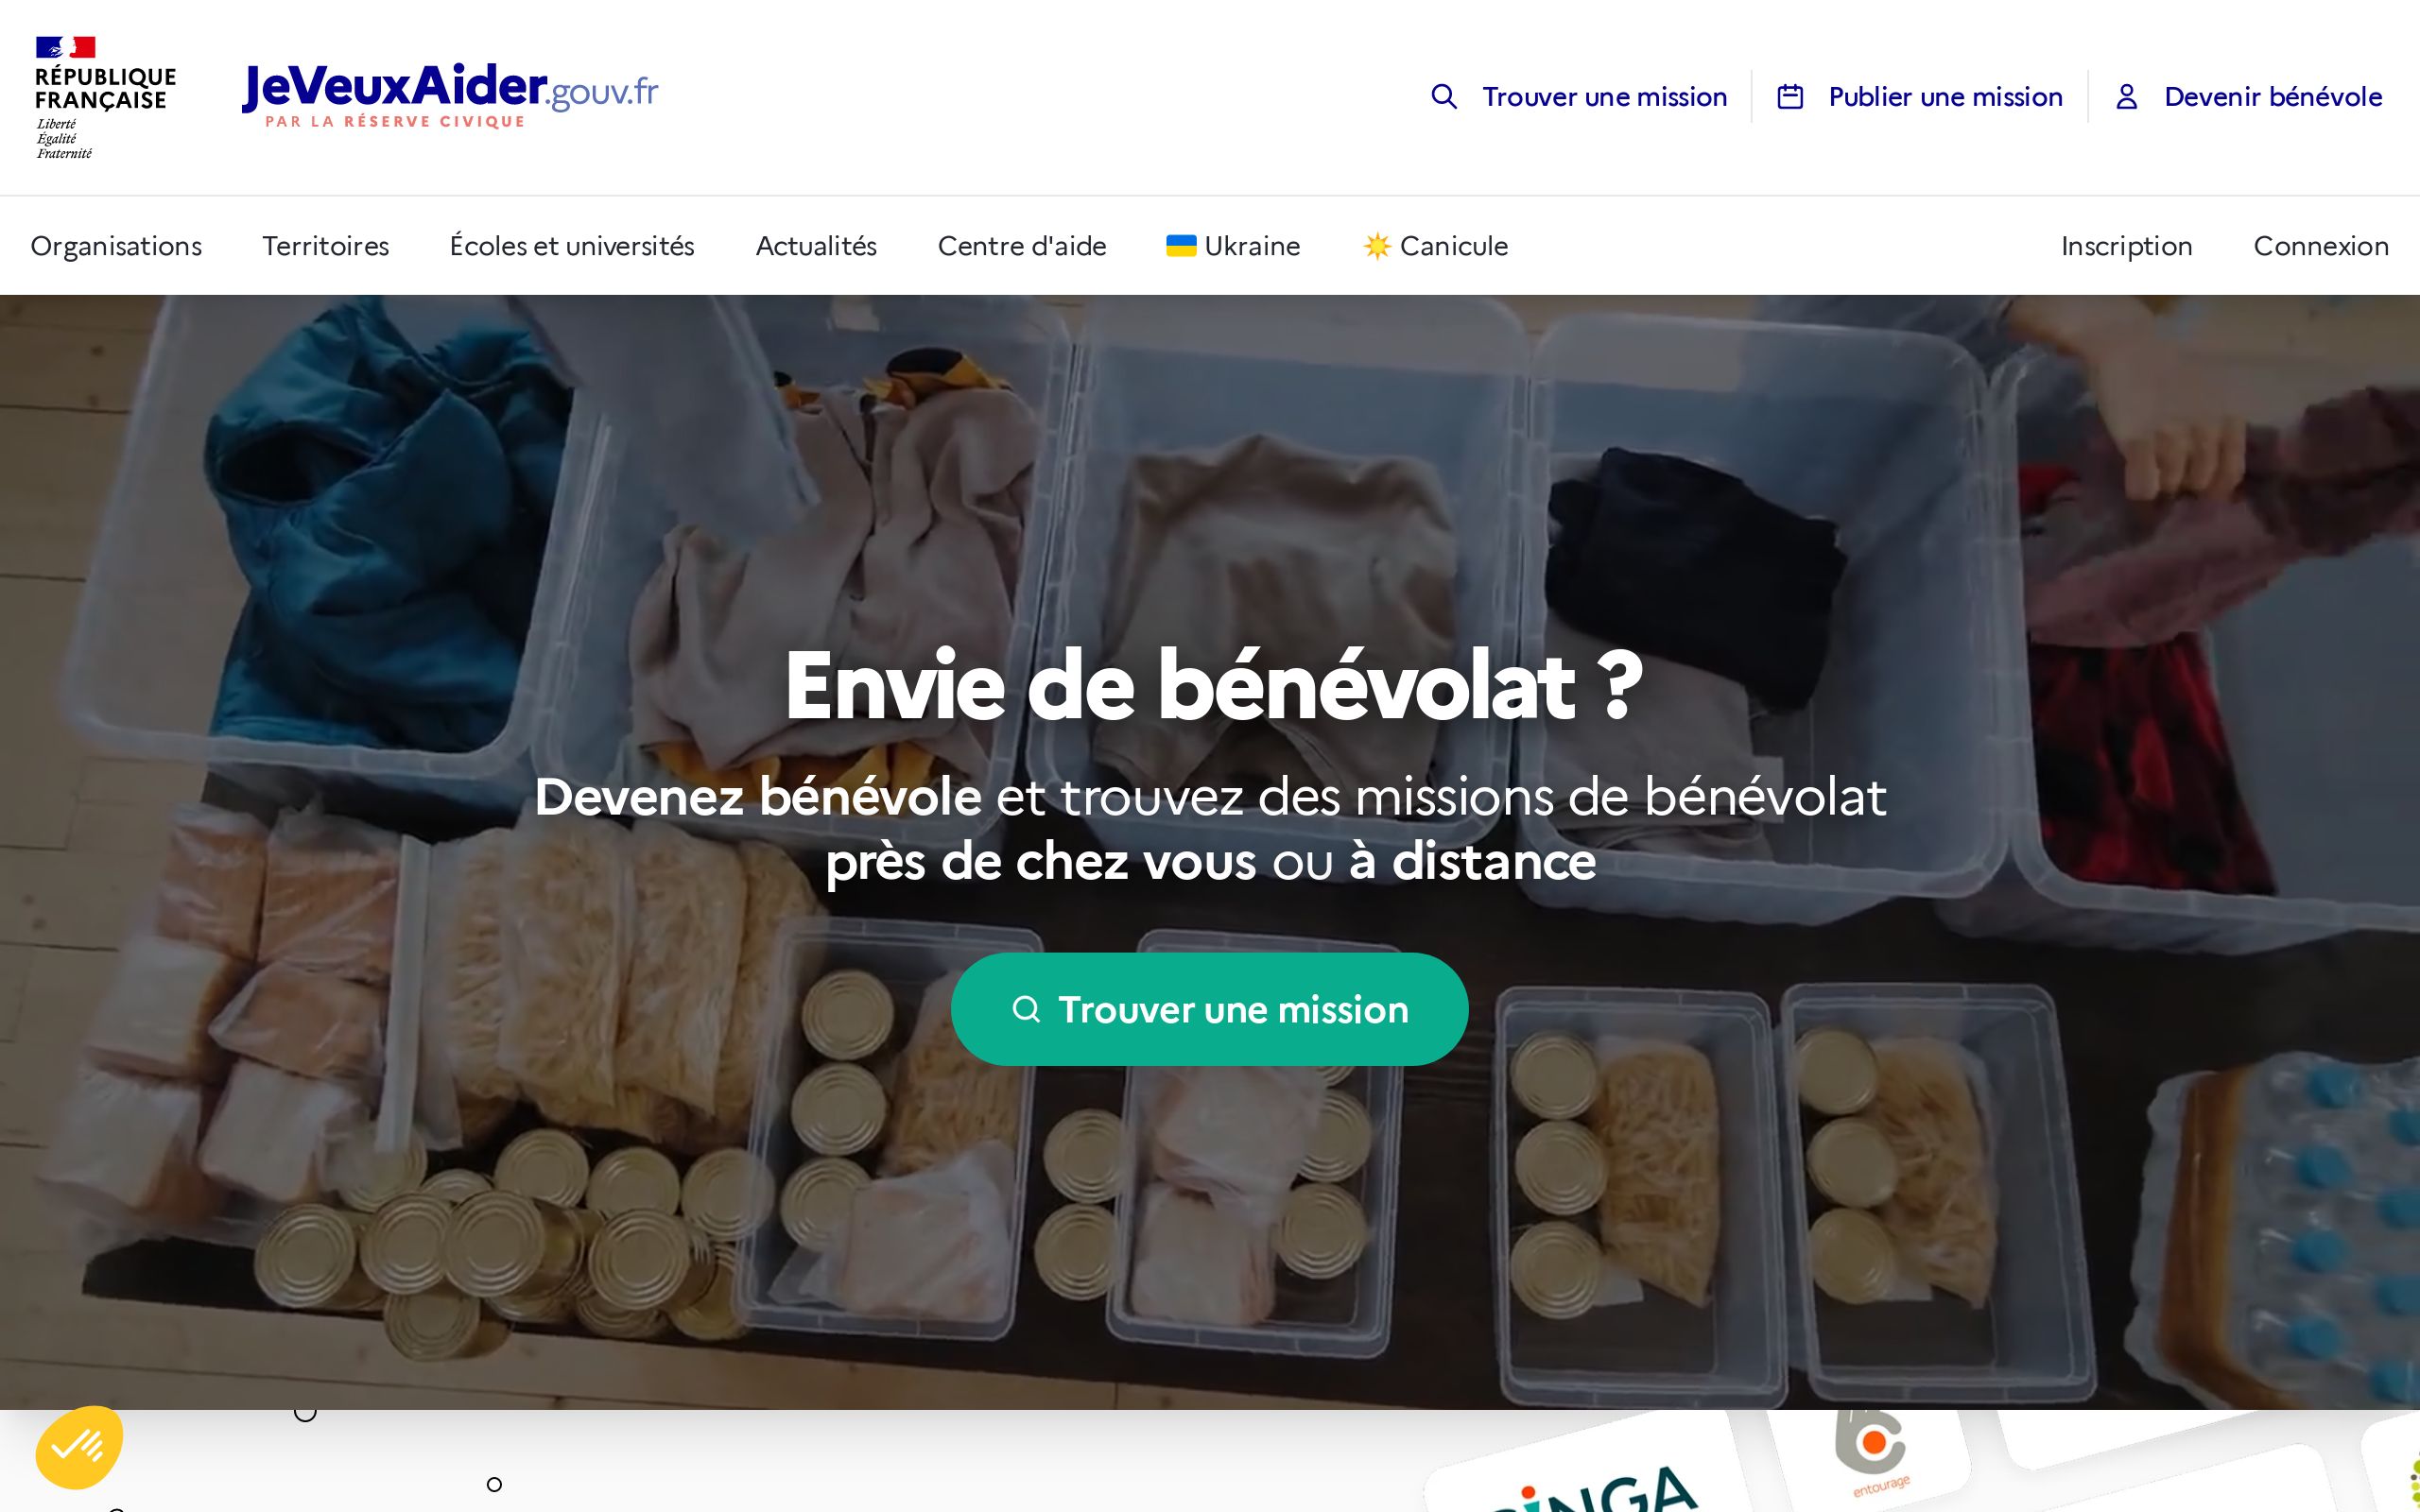 RÉPUBLIQUE
FRANÇAISE
Liberté
Égalité
Fraternité
JeVeuxAider.gouv.fr
PAR LA RÉSERVE CIVIQUE
Trouver une mission
Publier une mission
Devenir bénévole
Organisations
Territoires
Écoles et universités
Actualités
Centre d'aide
Ukraine
Canicule
Inscription
Connexion
Envie de bénévolat ?
Devenez bénévole et trouvez des missions de bénévolat
près de chez vous ou à distance
Trouver une mission
entourage